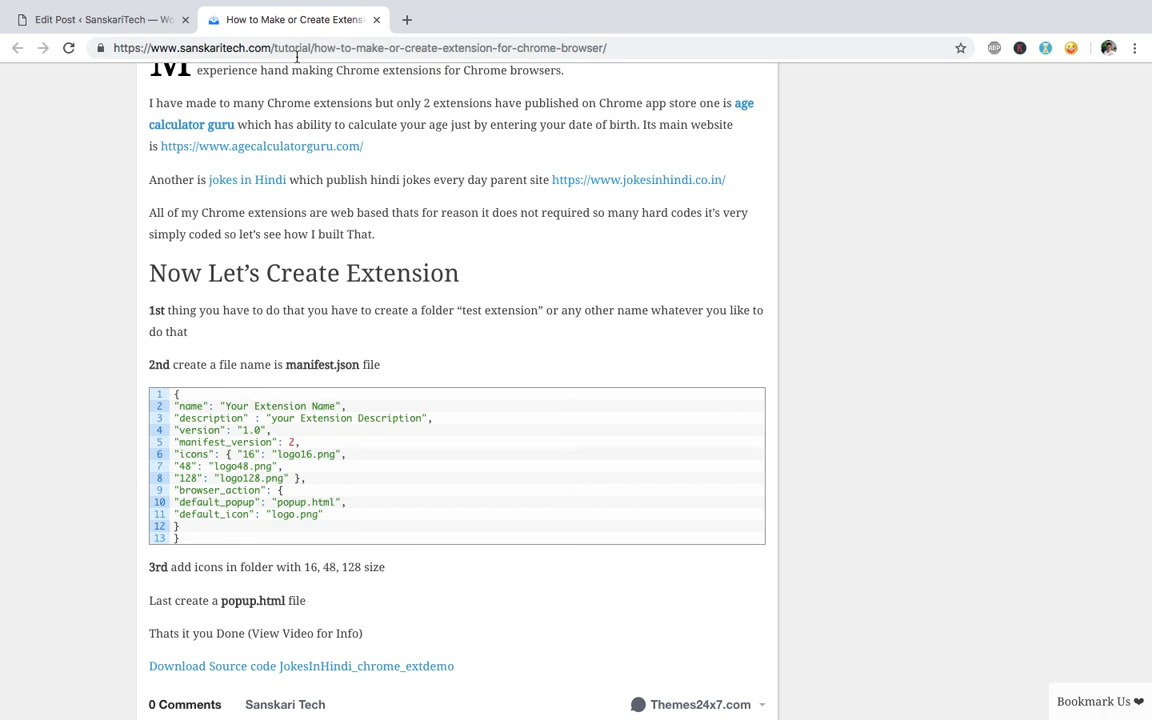 Edit Post ‹ SanskariTech — Wo
How to Make or Create Extensi
https://www.sanskaritech.com/tutorial/how-to-make-or-create-extension-for-chrome-browser/
ABP
K
M experience hand making Chrome extensions for Chrome browsers.
I have made to many Chrome extensions but only 2 extensions have published on Chrome app store one is age
calculator guru which has ability to calculate your age just by entering your date of birth. Its main website
is https://www.agecalculatorguru.com/
Another is jokes in Hindi which publish hindi jokes every day parent site https://www.jokesinhindi.co.in/
All of my Chrome extensions are web based thats for reason it does not required so many hard codes it's very
simply coded so let's see how I built That.
Now Let's Create Extension
1st thing you have to do that you have to create a folder “test extension” or any other name whatever you like to
do that
2nd create a file name is manifest.json file
1 {
2 "name": "Your Extension Name",
3 "description" : "your Extension Description",
4 "version": "1.0",
5 "manifest_version": 2,
6 "icons": { "16": "logo16.png",
7 "48": "logo48.png",
8 "128": "logo128.png" },
9 "browser_action": {
10 "default_popup": "popup.html",
11 "default_icon": "logo.png"
12 }
13 }
3rd add icons in folder with 16, 48, 128 size
Last create a popup.html file
Thats it you Done (View Video for Info)
Download Source code JokesInHindi_chrome_extdemo
0 Comments Sanskari Tech Themes24x7.com
Bookmark Us ❤